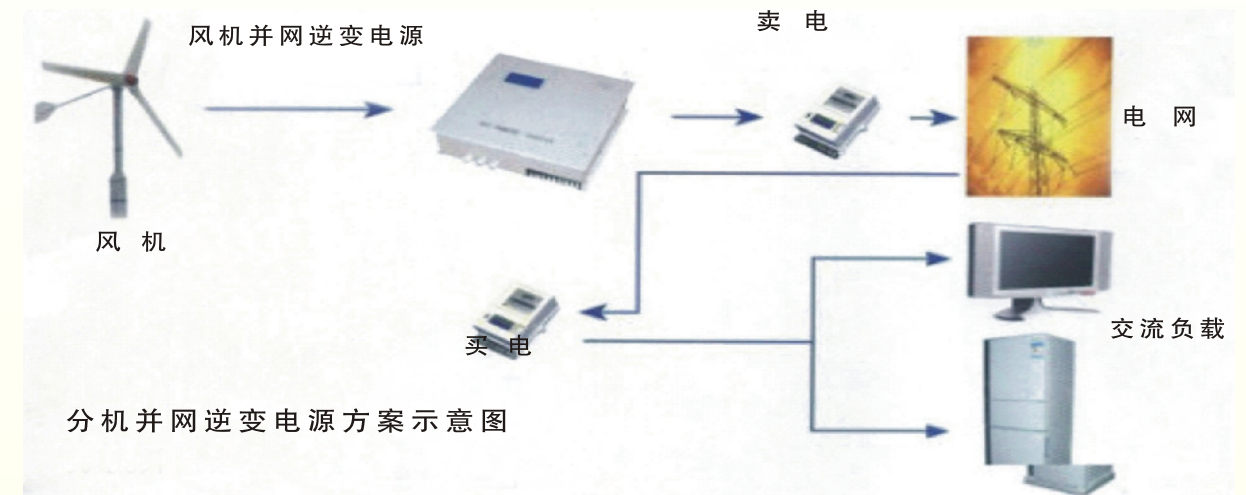 卖 电
风机并网逆变电源
电 网
风 机
交流负载
买 电
分机并网逆变电源方案示意图